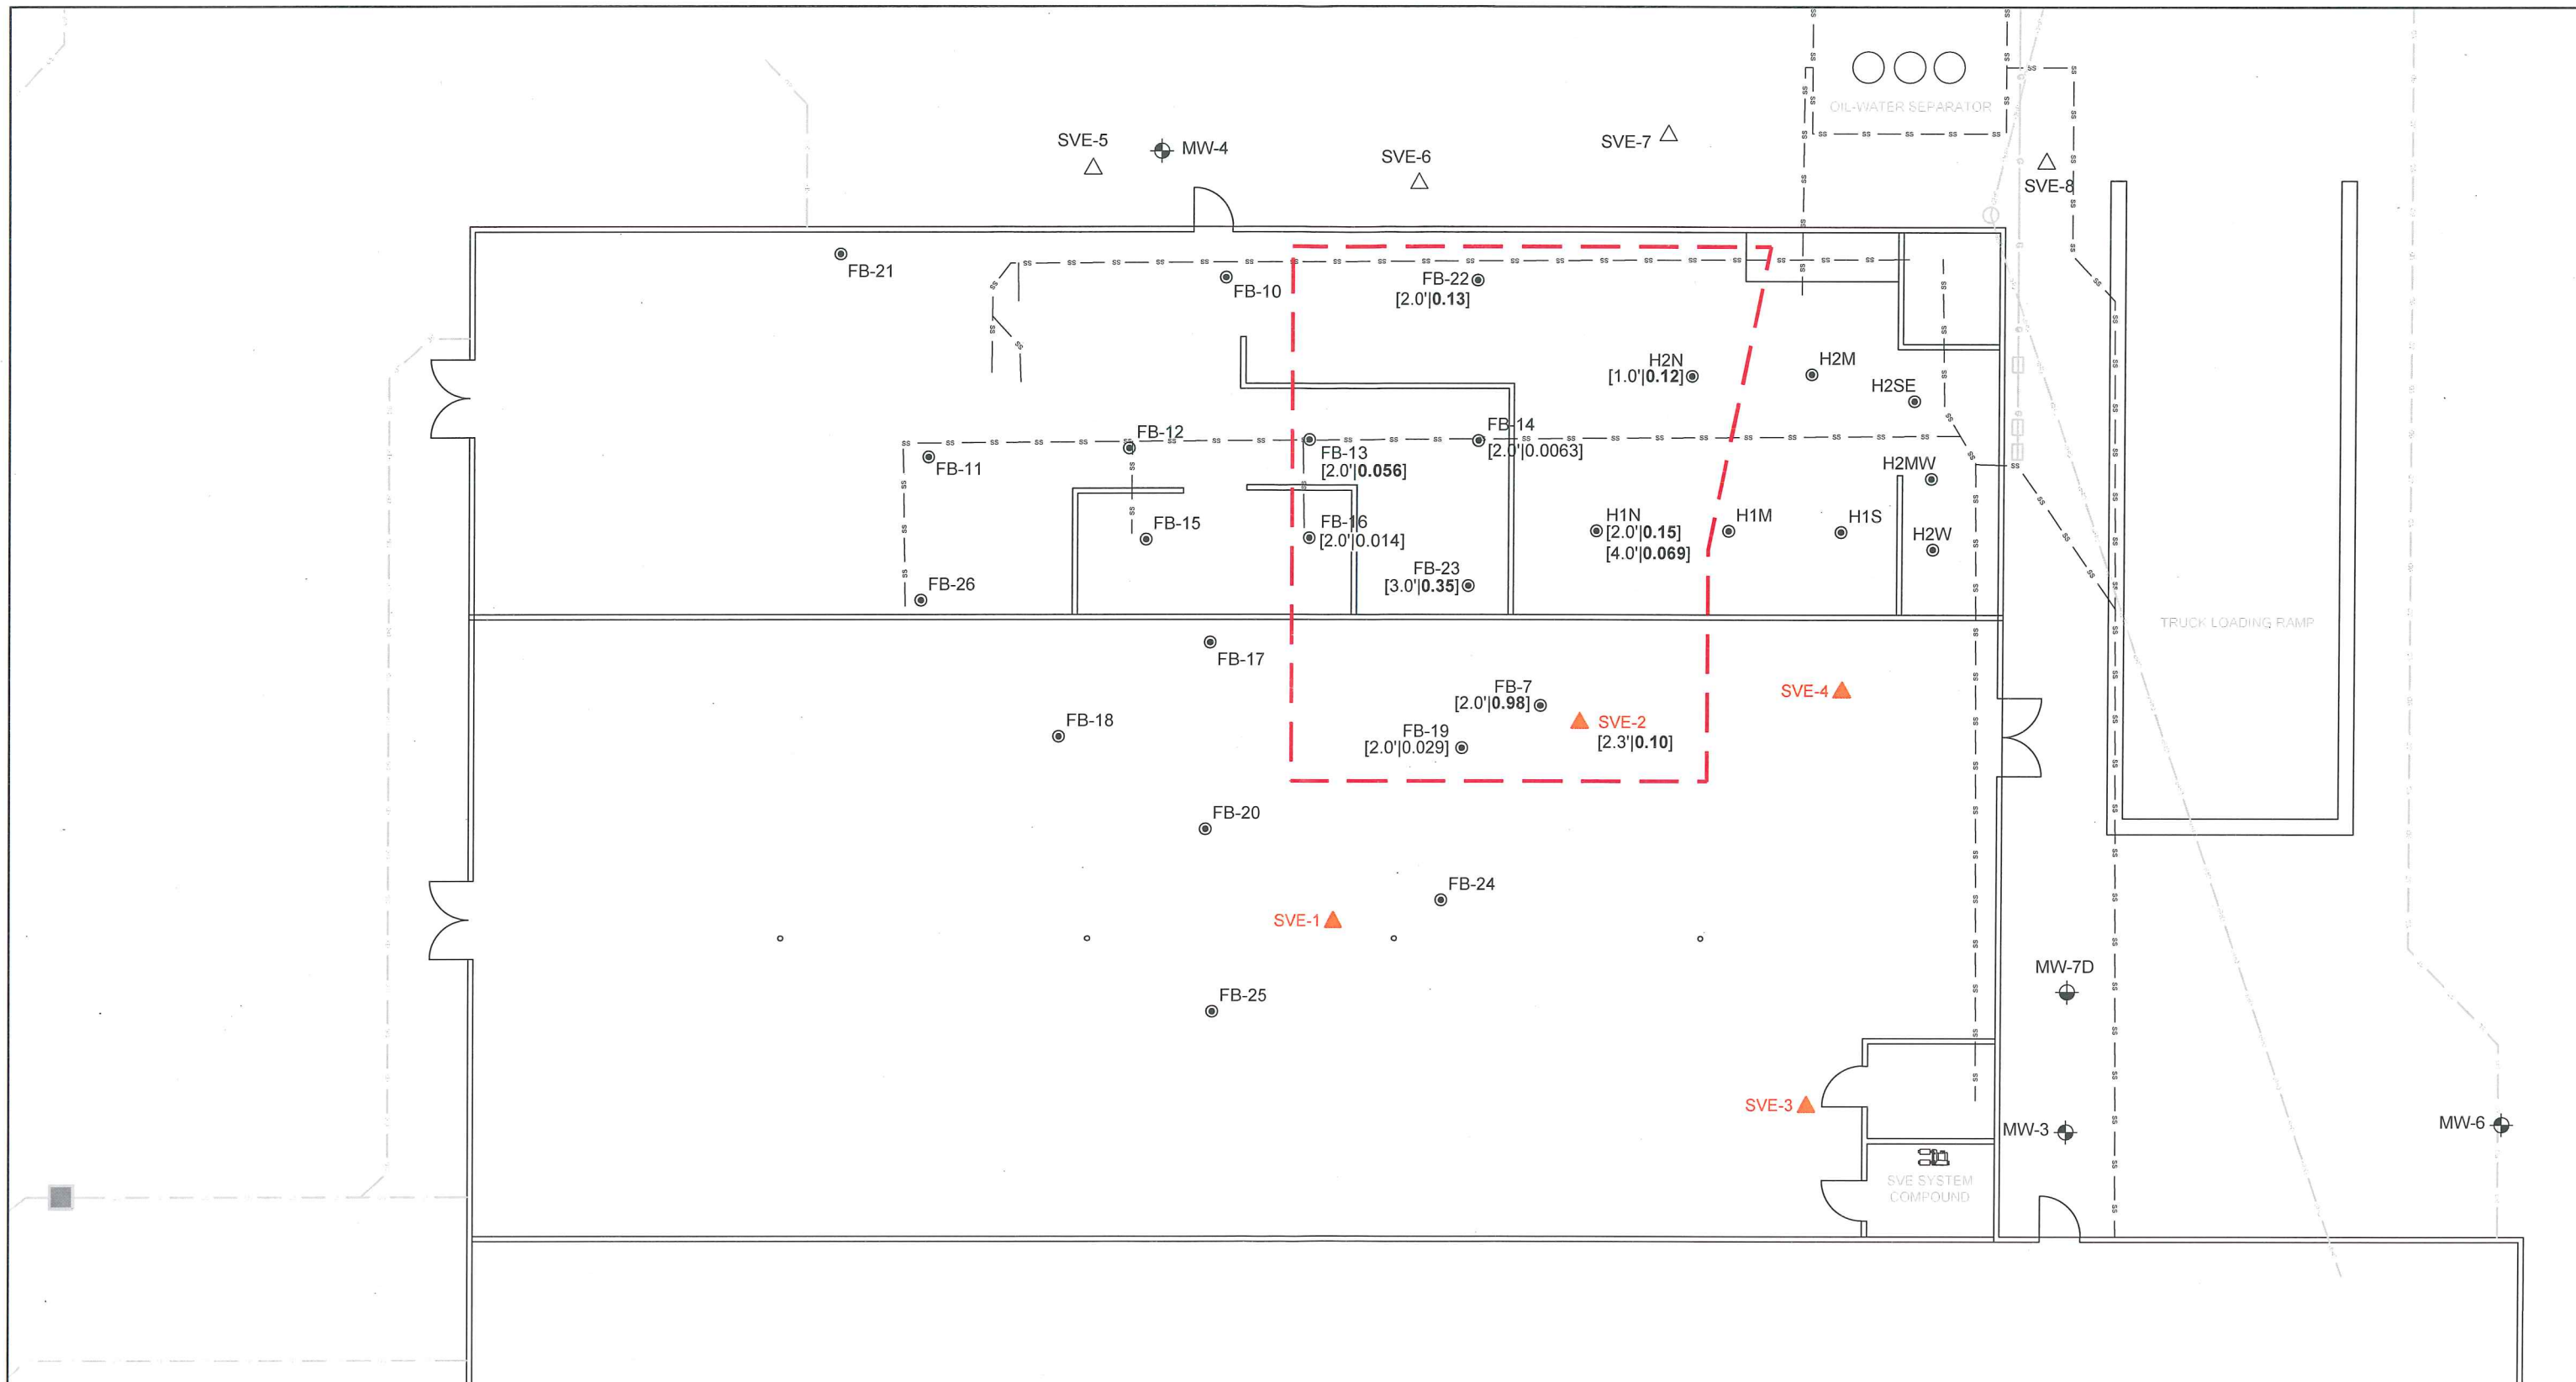 OIL-WATER SEPARATOR
SVE-5
MW-4
SVE-6
SVE-7
SVE-8
FB-21
FB-10
FB-22
[2.0'|0.13]
H2N
[1.0'|0.12]
H2M
H2SE
FB-12
FB-11
FB-13
[2.0'|0.056]
FB-14
[2.0'|0.0063]
H2MW
FB-15
FB-16
[2.0'|0.014]
H1N
[2.0'|0.15]
[4.0'|0.069]
H1M
H1S
H2W
FB-26
FB-23
[3.0'|0.35]
TRUCK LOADING RAMP
FB-17
FB-18
FB-7
[2.0'|0.98]
SVE-4
SVE-2
[2.3'|0.10]
FB-19
[2.0'|0.029]
FB-20
FB-24
SVE-1
MW-7D
FB-25
SVE-3
MW-3
MW-6
SVE SYSTEM
COMPOUND